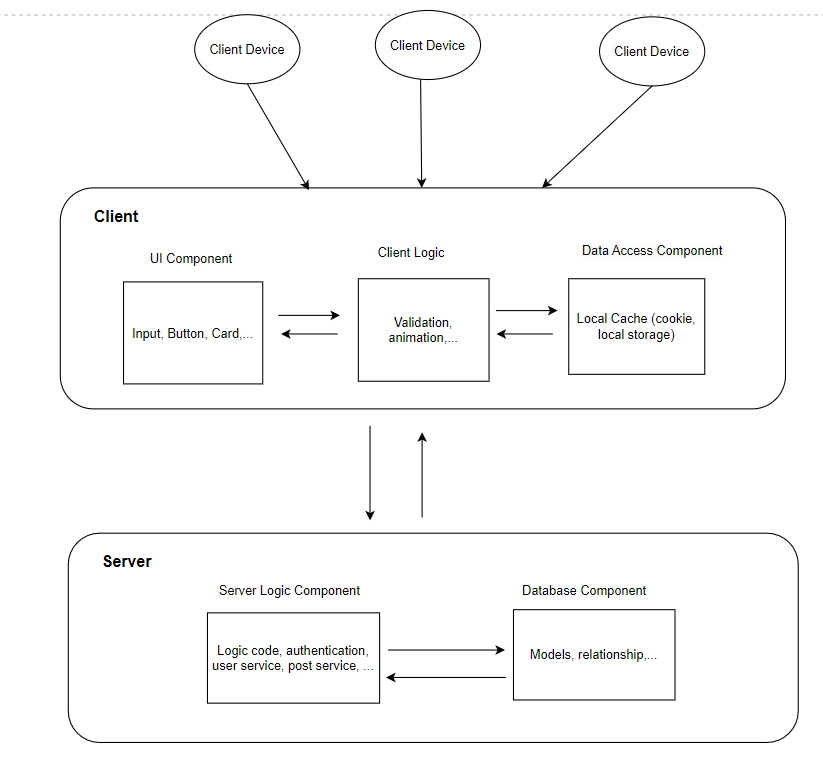 Client Device
Client Device
Client Device
Client
UI Component
Client Logic
Data Access Component
Input, Button, Card,...
Validation,
animation,...
Local Cache (cookie,
local storage)
Server
Server Logic Component
Database Component
Logic code, authentication,
user service, post service, ...
Models, relationship,...